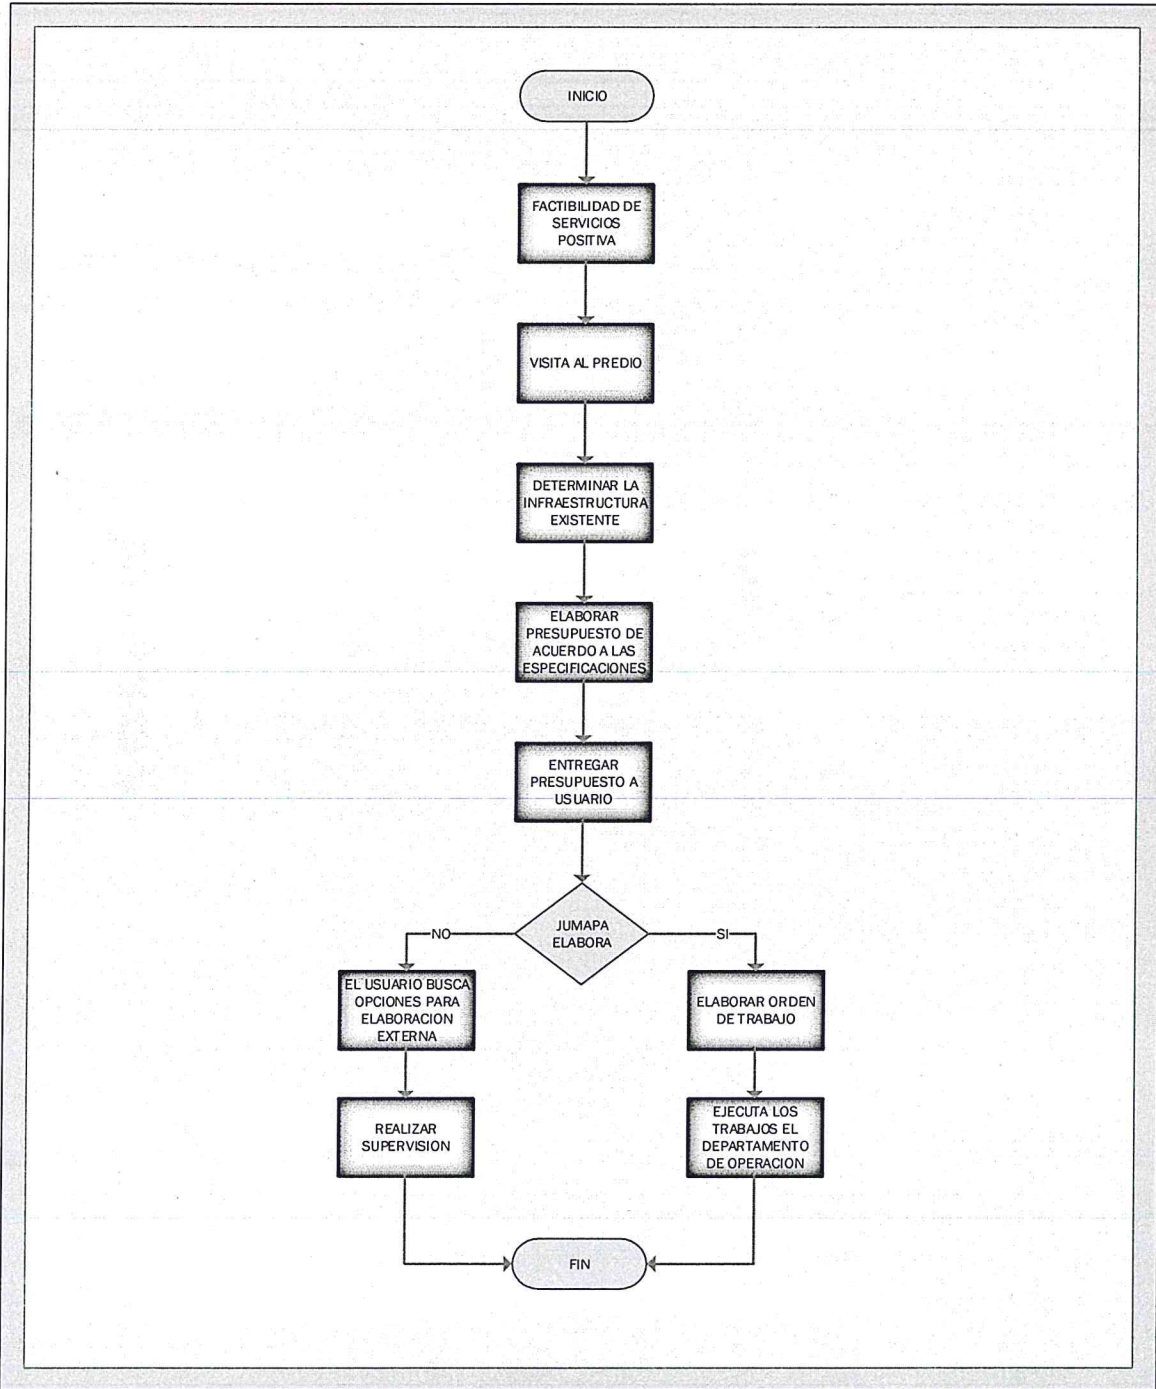 INICIO
FACTIBILIDAD DE
SERVICIOS
POSITIVA
VISITA AL PREDIO
DETERMINAR LA
INFRAESTRUCTURA
EXISTENTE
ELABORAR
PRESUPUESTO DE
ACUERDO A LAS
ESPECIFICACIONES
ENTREGAR
PRESUPUESTO A
USUARIO
JUMAPA
ELABORA
NO
SI
EL USUARIO BUSCA
OPCIONES PARA
ELABORACION
EXTERNA
ELABORAR ORDEN
DE TRABAJO
REALIZAR
SUPERVISION
EJECUTA LOS
TRABAJOS EL
DEPARTAMENTO
DE OPERACION
FIN